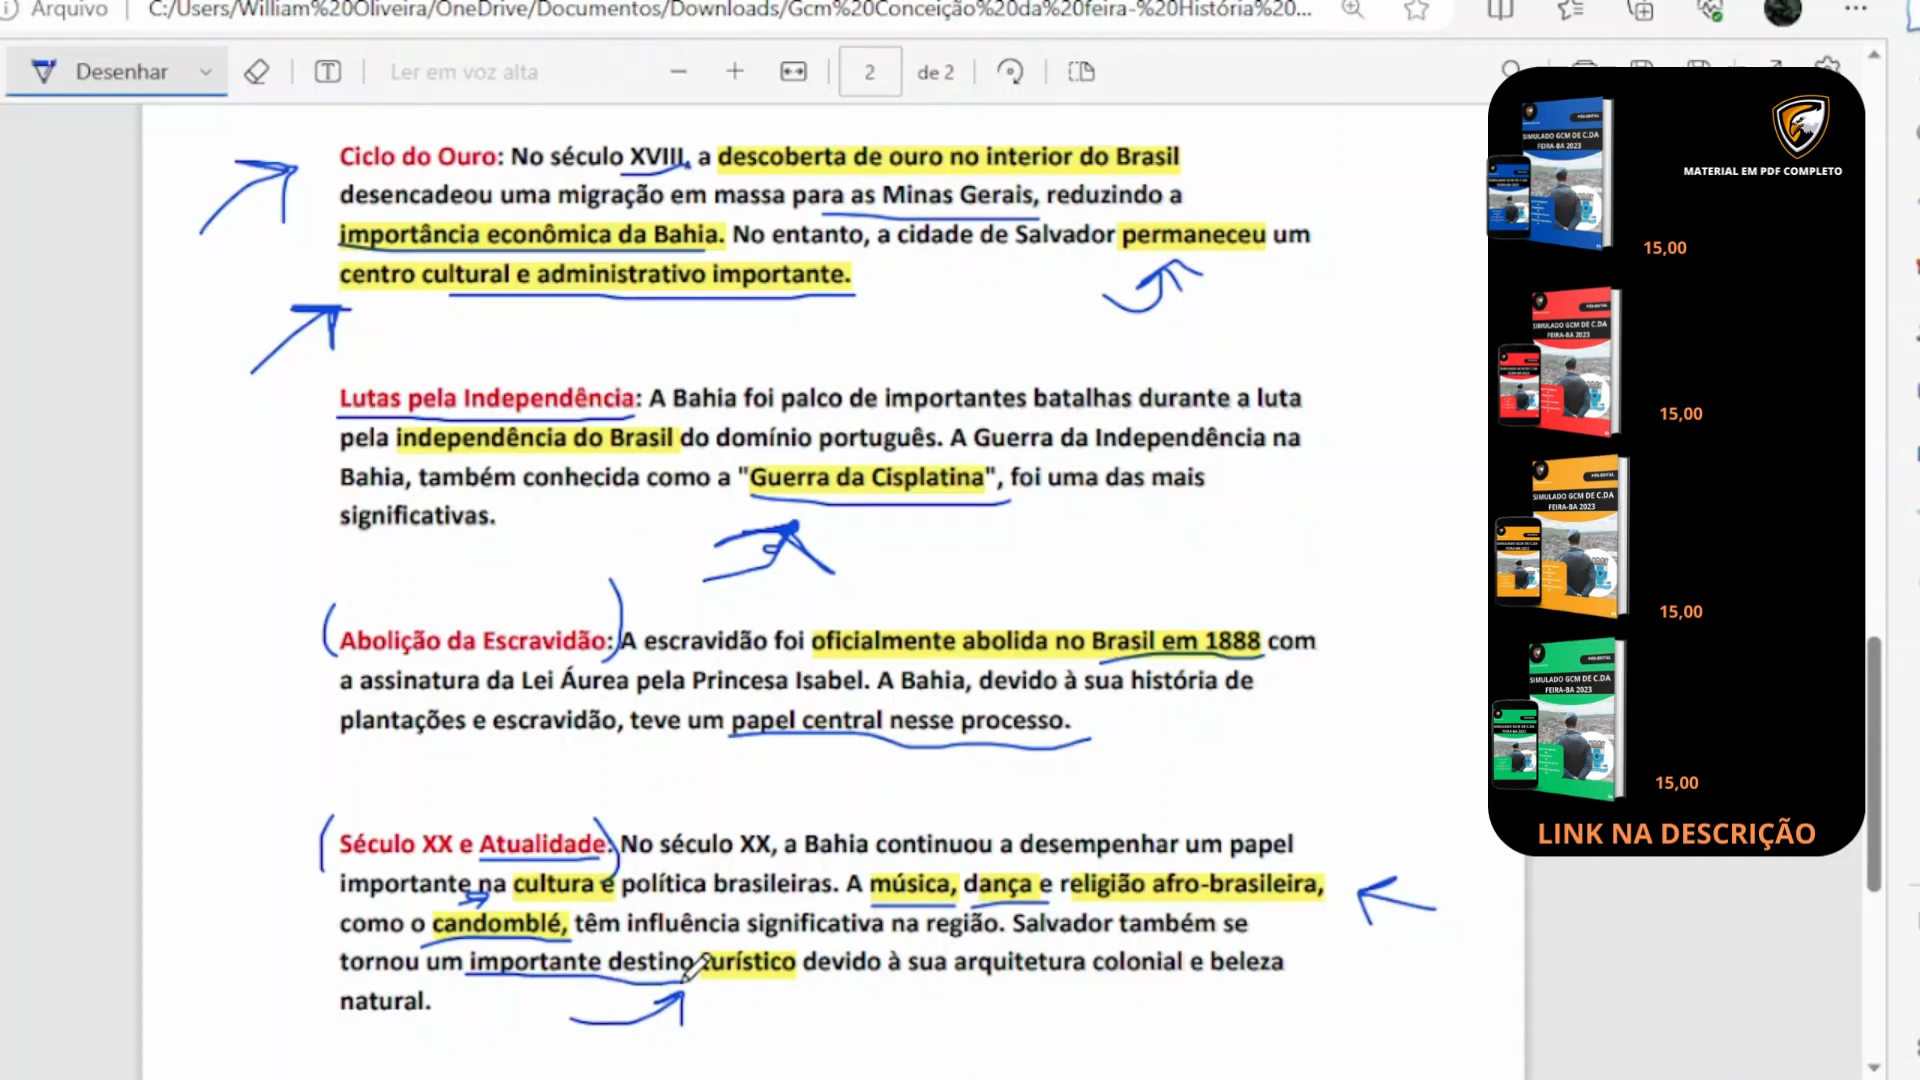 Arquivo
C:/Users/William%20Oliveira/OneDrive/Documentos/Downloads/Gcm%20Conceição%20da%20feira-%20História%20...
Desenhar
Ler em voz alta
2
de 2
Ciclo do Ouro: No século XVIII, a descoberta de ouro no interior do Brasil
desencadeou uma migração em massa para as Minas Gerais, reduzindo a
importância econômica da Bahia. No entanto, a cidade de Salvador permaneceu um
centro cultural e administrativo importante.
Lutas pela Independência: A Bahia foi palco de importantes batalhas durante a luta
pela independência do Brasil do domínio português. A Guerra da Independência na
Bahia, também conhecida como a "Guerra da Cisplatina", foi uma das mais
significativas.
Abolição da Escravidão: A escravidão foi oficialmente abolida no Brasil em 1888 com
a assinatura da Lei Áurea pela Princesa Isabel. A Bahia, devido à sua história de
plantações e escravidão, teve um papel central nesse processo.
Século XX e Atualidade: No século XX, a Bahia continuou a desempenhar um papel
importante na cultura e política brasileiras. A música, dança e religião afro-brasileira,
como o candomblé, têm influência significativa na região. Salvador também se
tornou um importante destino turístico devido à sua arquitetura colonial e beleza
natural.
MATERIAL EM PDF COMPLETO
SIMULADO GCM DE C.DA
FEIRA-BA 2023
15,00
SIMULADO GCM DE C.DA
FEIRA-BA 2023
15,00
SIMULADO GCM DE C.DA
FEIRA-BA 2023
15,00
SIMULADO GCM DE C.DA
FEIRA-BA 2023
15,00
LINK NA DESCRIÇÃO